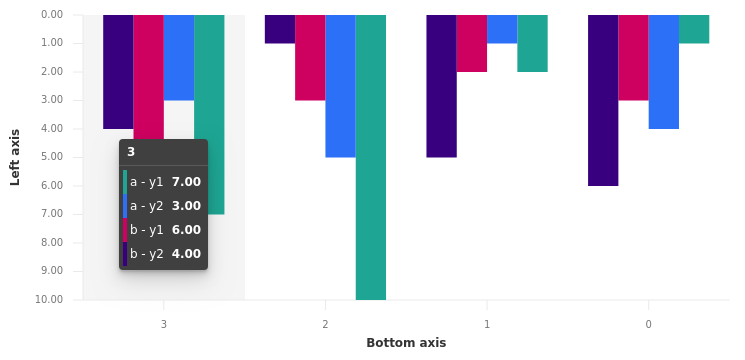 0.00
1.00
2.00
3.00
4.00
5.00
6.00
7.00
8.00
9.00
10.00
Left axis
3
a - y1 7.00
a - y2 3.00
b - y1 6.00
b - y2 4.00
3 2 1 0
Bottom axis